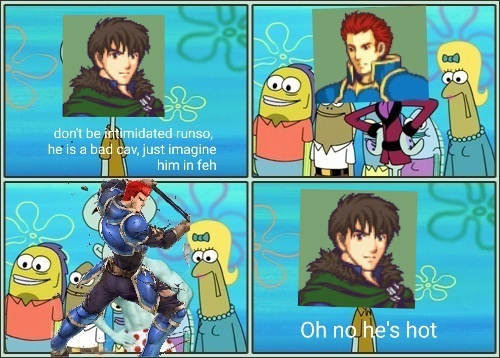 don't be intimidated runso,
he is a bad cav, just imagine
him in feh
Oh no he's hot